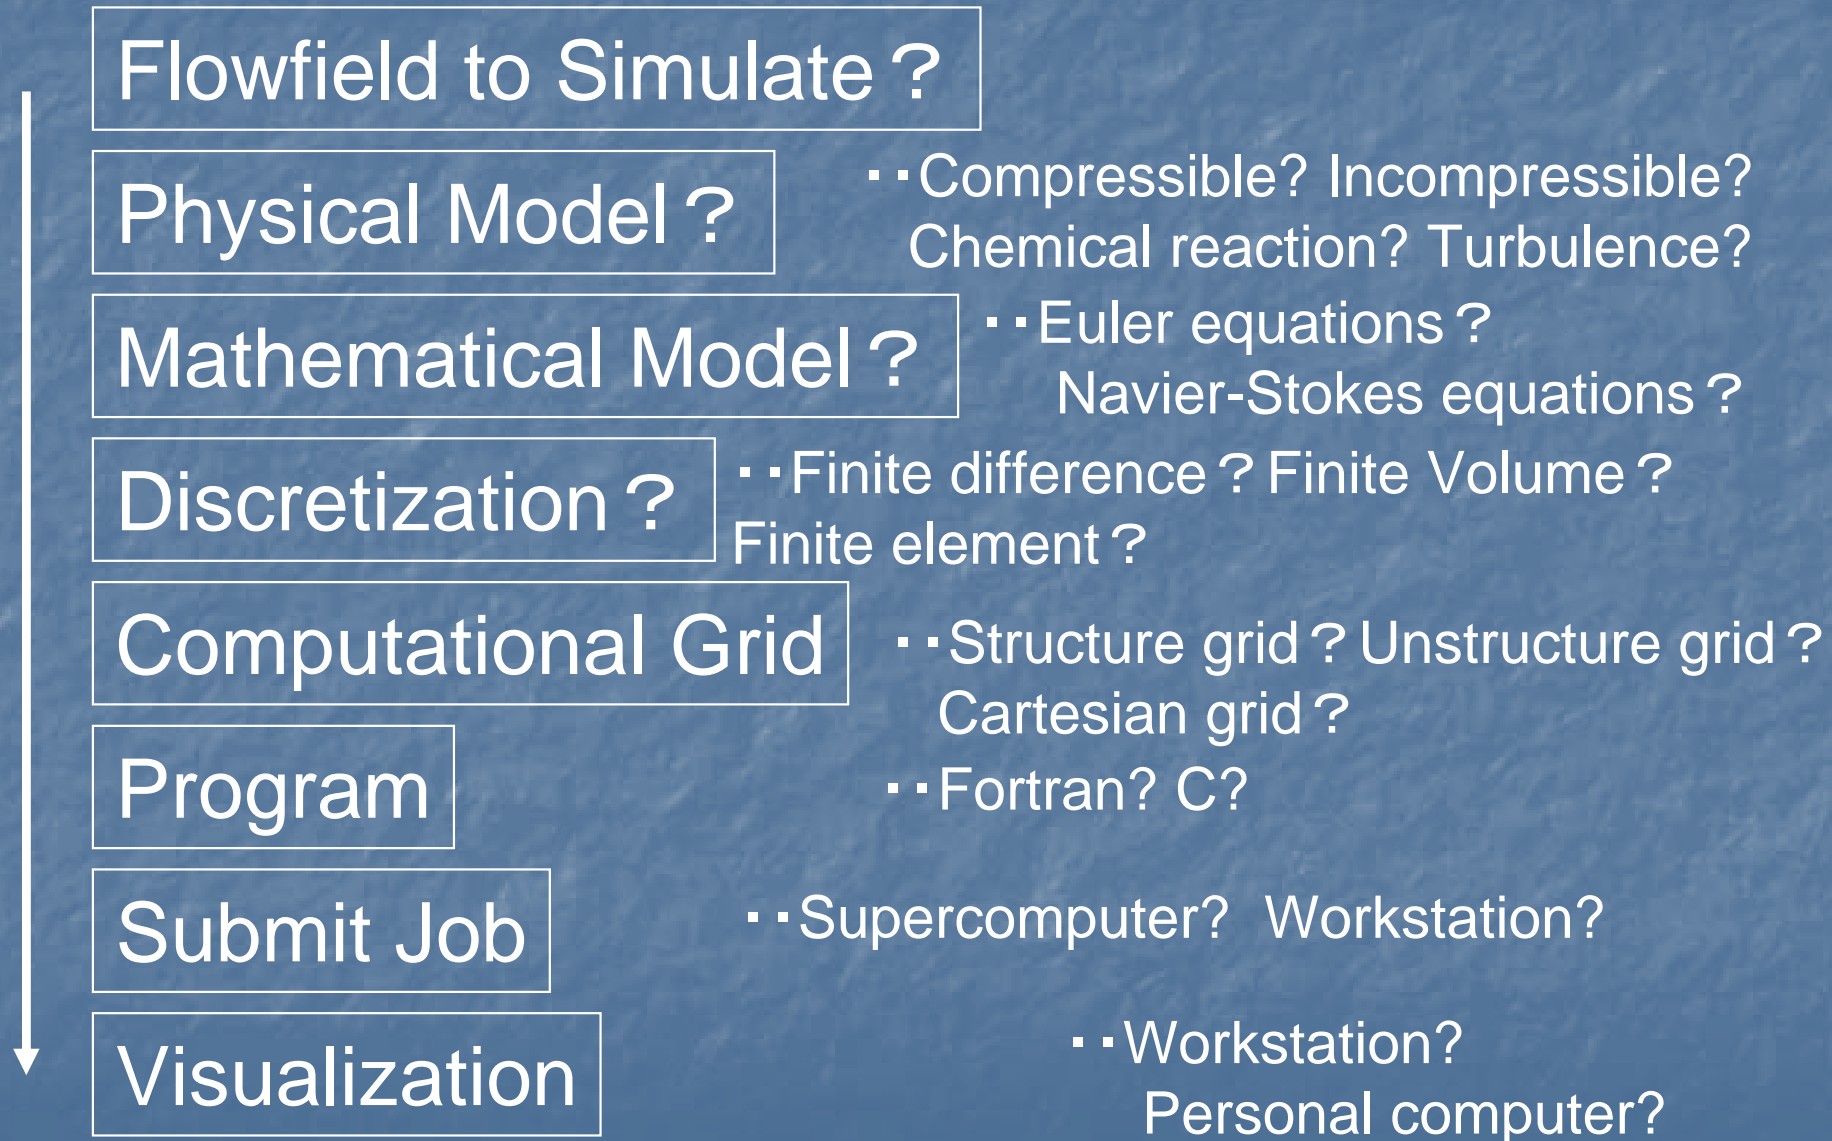 Flowfield to Simulate？
Physical Model？
‥Compressible? Incompressible?
Chemical reaction? Turbulence?
Mathematical Model？
‥Euler equations？
Navier-Stokes equations？
Discretization？
‥Finite difference？Finite Volume？
Finite element？
Computational Grid
‥Structure grid？Unstructure grid？
Cartesian grid？
Program
‥Fortran? C?
Submit Job
‥Supercomputer? Workstation?
Visualization
‥Workstation?
Personal computer?